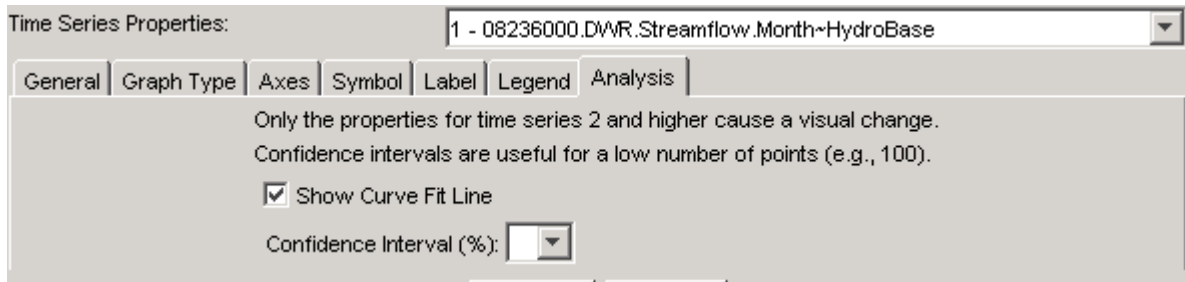 Time Series Properties: 1 - 08236000.DWR.Streamflow.Month~HydroBase
General Graph Type Axes Symbol Label Legend Analysis
Only the properties for time series 2 and higher cause a visual change.
Confidence intervals are useful for a low number of points (e.g., 100).
Show Curve Fit Line
Confidence Interval (%):